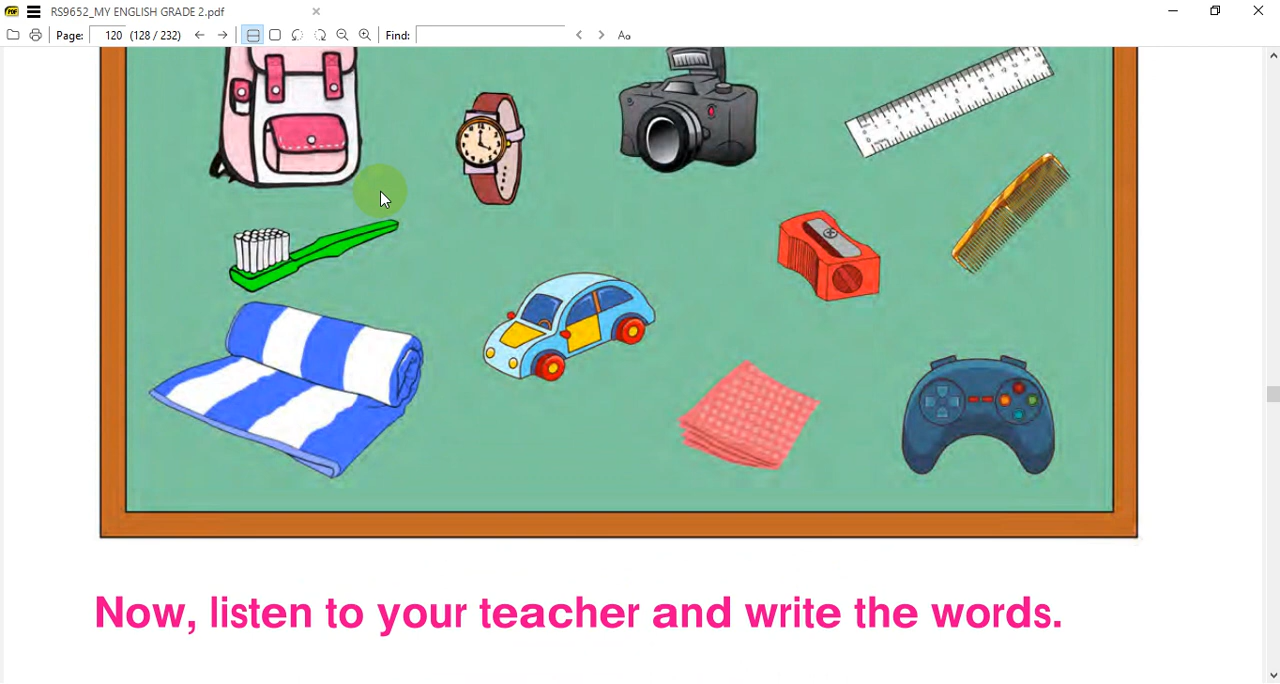 RS9652_MY ENGLISH GRADE 2.pdf
Page: 120 (128 / 232) Find:
Now, listen to your teacher and write the words.